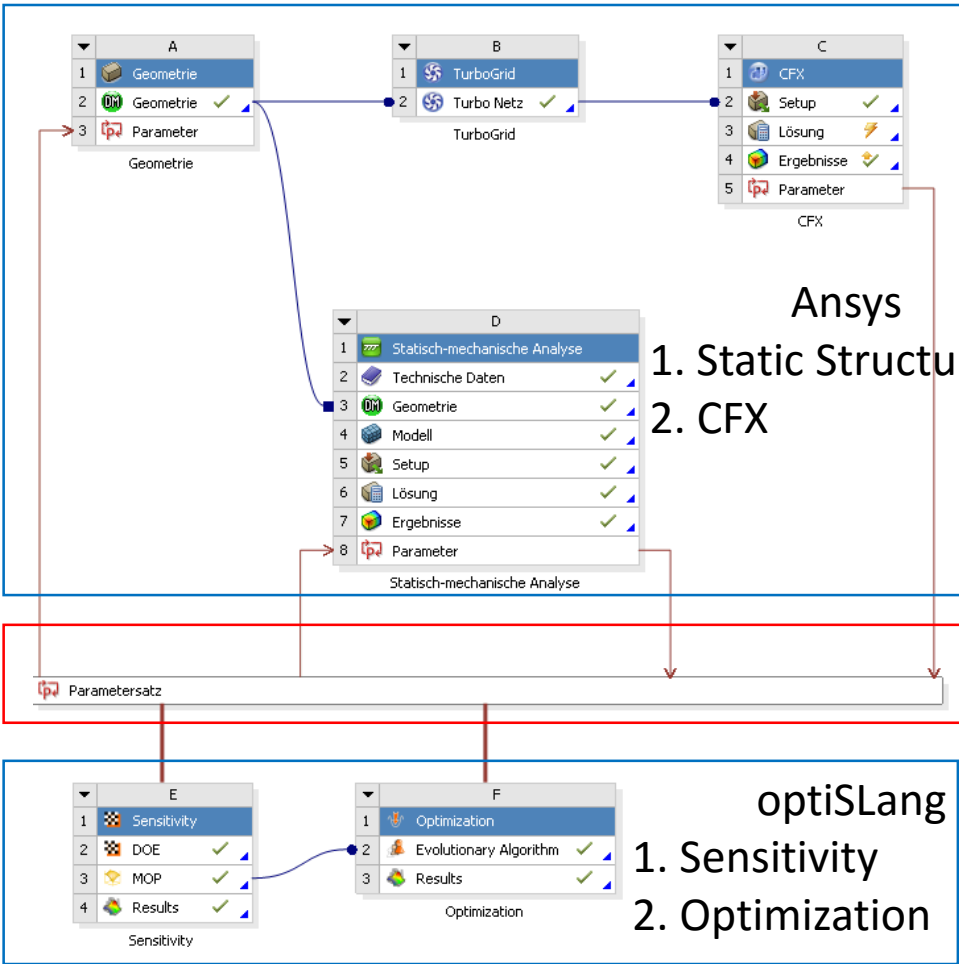 A
1 Geometrie
2 DM Geometrie
3 Parameter
Geometrie
B
1 TurboGrid
2 Turbo Netz
TurboGrid
C
1 CFX
2 Setup
3 Lösung
4 Ergebnisse
5 Parameter
CFX
D
1 Statisch-mechanische Analyse
2 Technische Daten
3 DM Geometrie
4 Modell
5 Setup
6 Lösung
7 Ergebnisse
8 Parameter
Statisch-mechanische Analyse
Ansys
1. Static Structu
2. CFX
Parametersatz
E
1 Sensitivity
2 DOE
3 MOP
4 Results
Sensitivity
F
1 Optimization
2 Evolutionary Algorithm
3 Results
Optimization
optiSLang
1. Sensitivity
2. Optimization